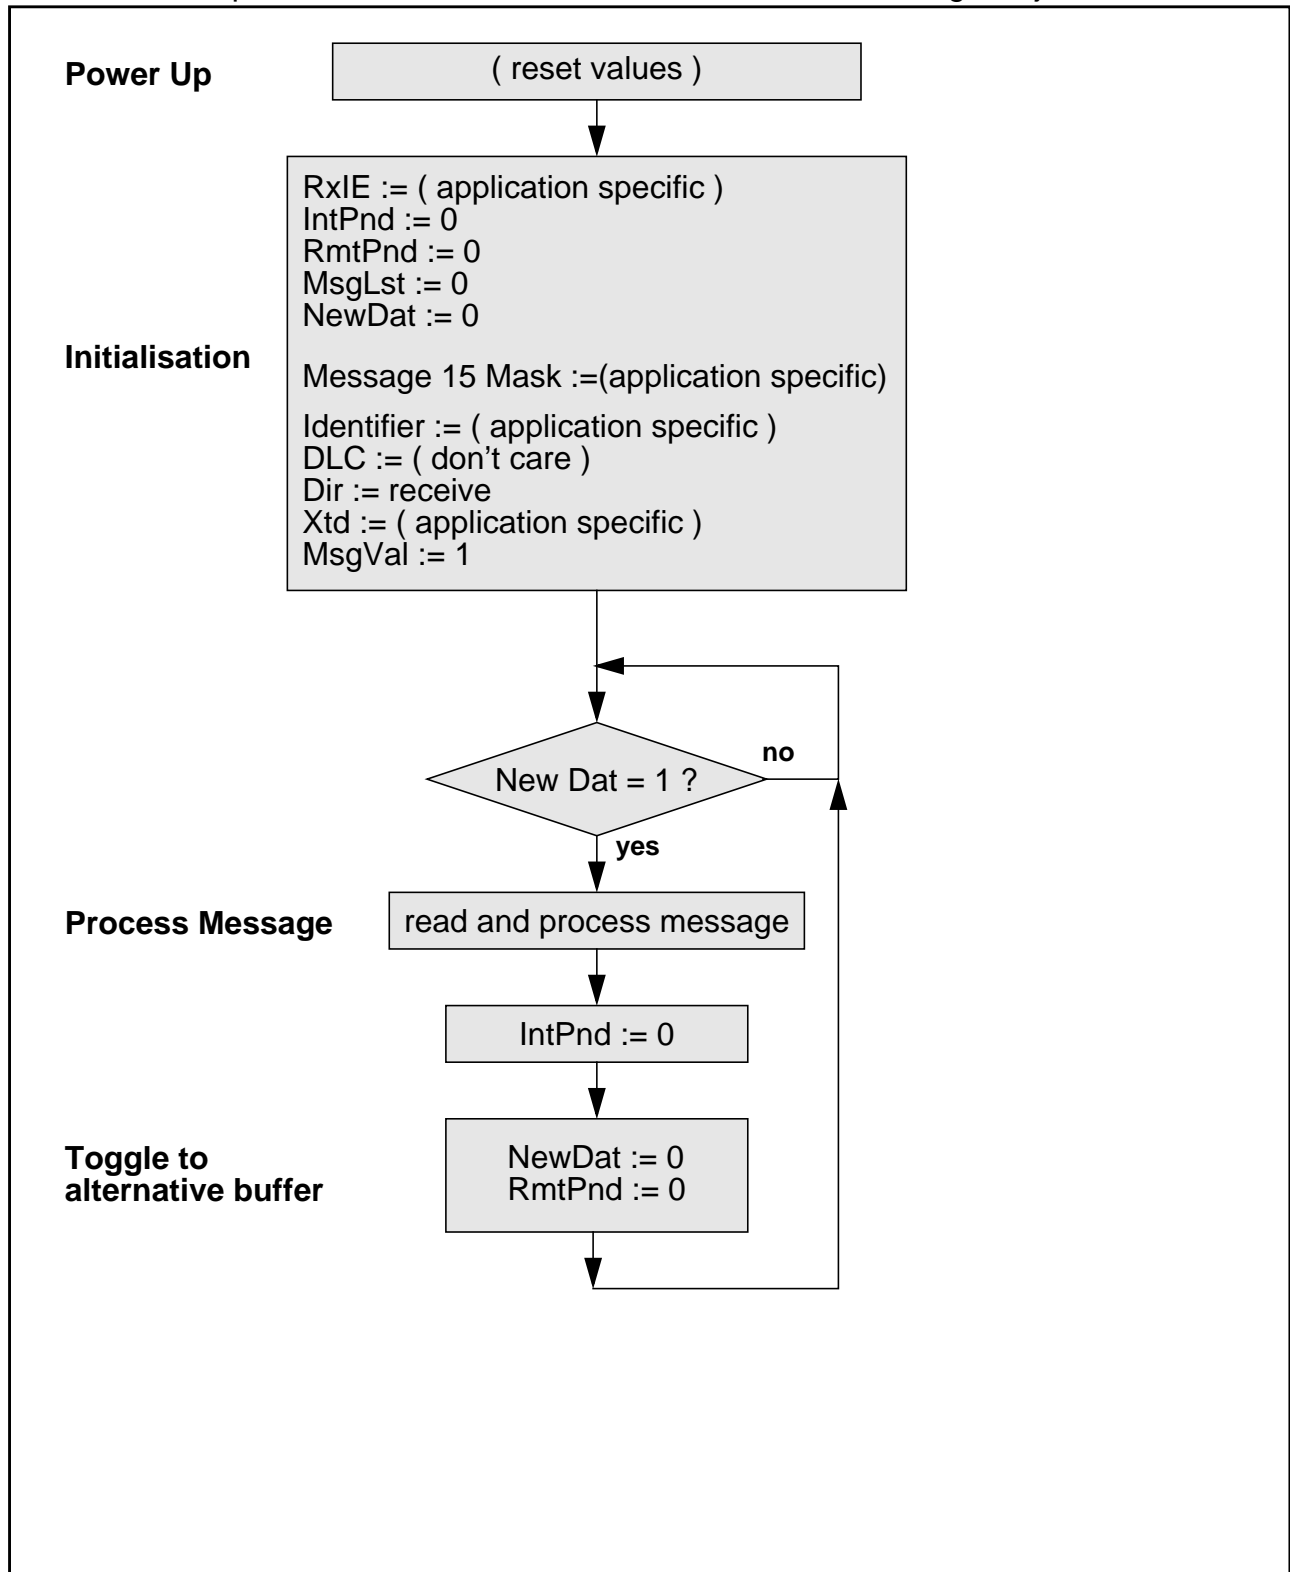 Power Up
( reset values )
RxIE := ( application specific )
IntPnd := 0
RmtPnd := 0
MsgLst := 0
NewDat := 0
Initialisation
Message 15 Mask :=(application specific)
Identifier := ( application specific )
DLC := ( don’t care )
Dir := receive
Xtd := ( application specific )
MsgVal := 1
no
New Dat = 1 ?
yes
Process Message
read and process message
IntPnd := 0
Toggle to
alternative buffer
NewDat := 0
RmtPnd := 0